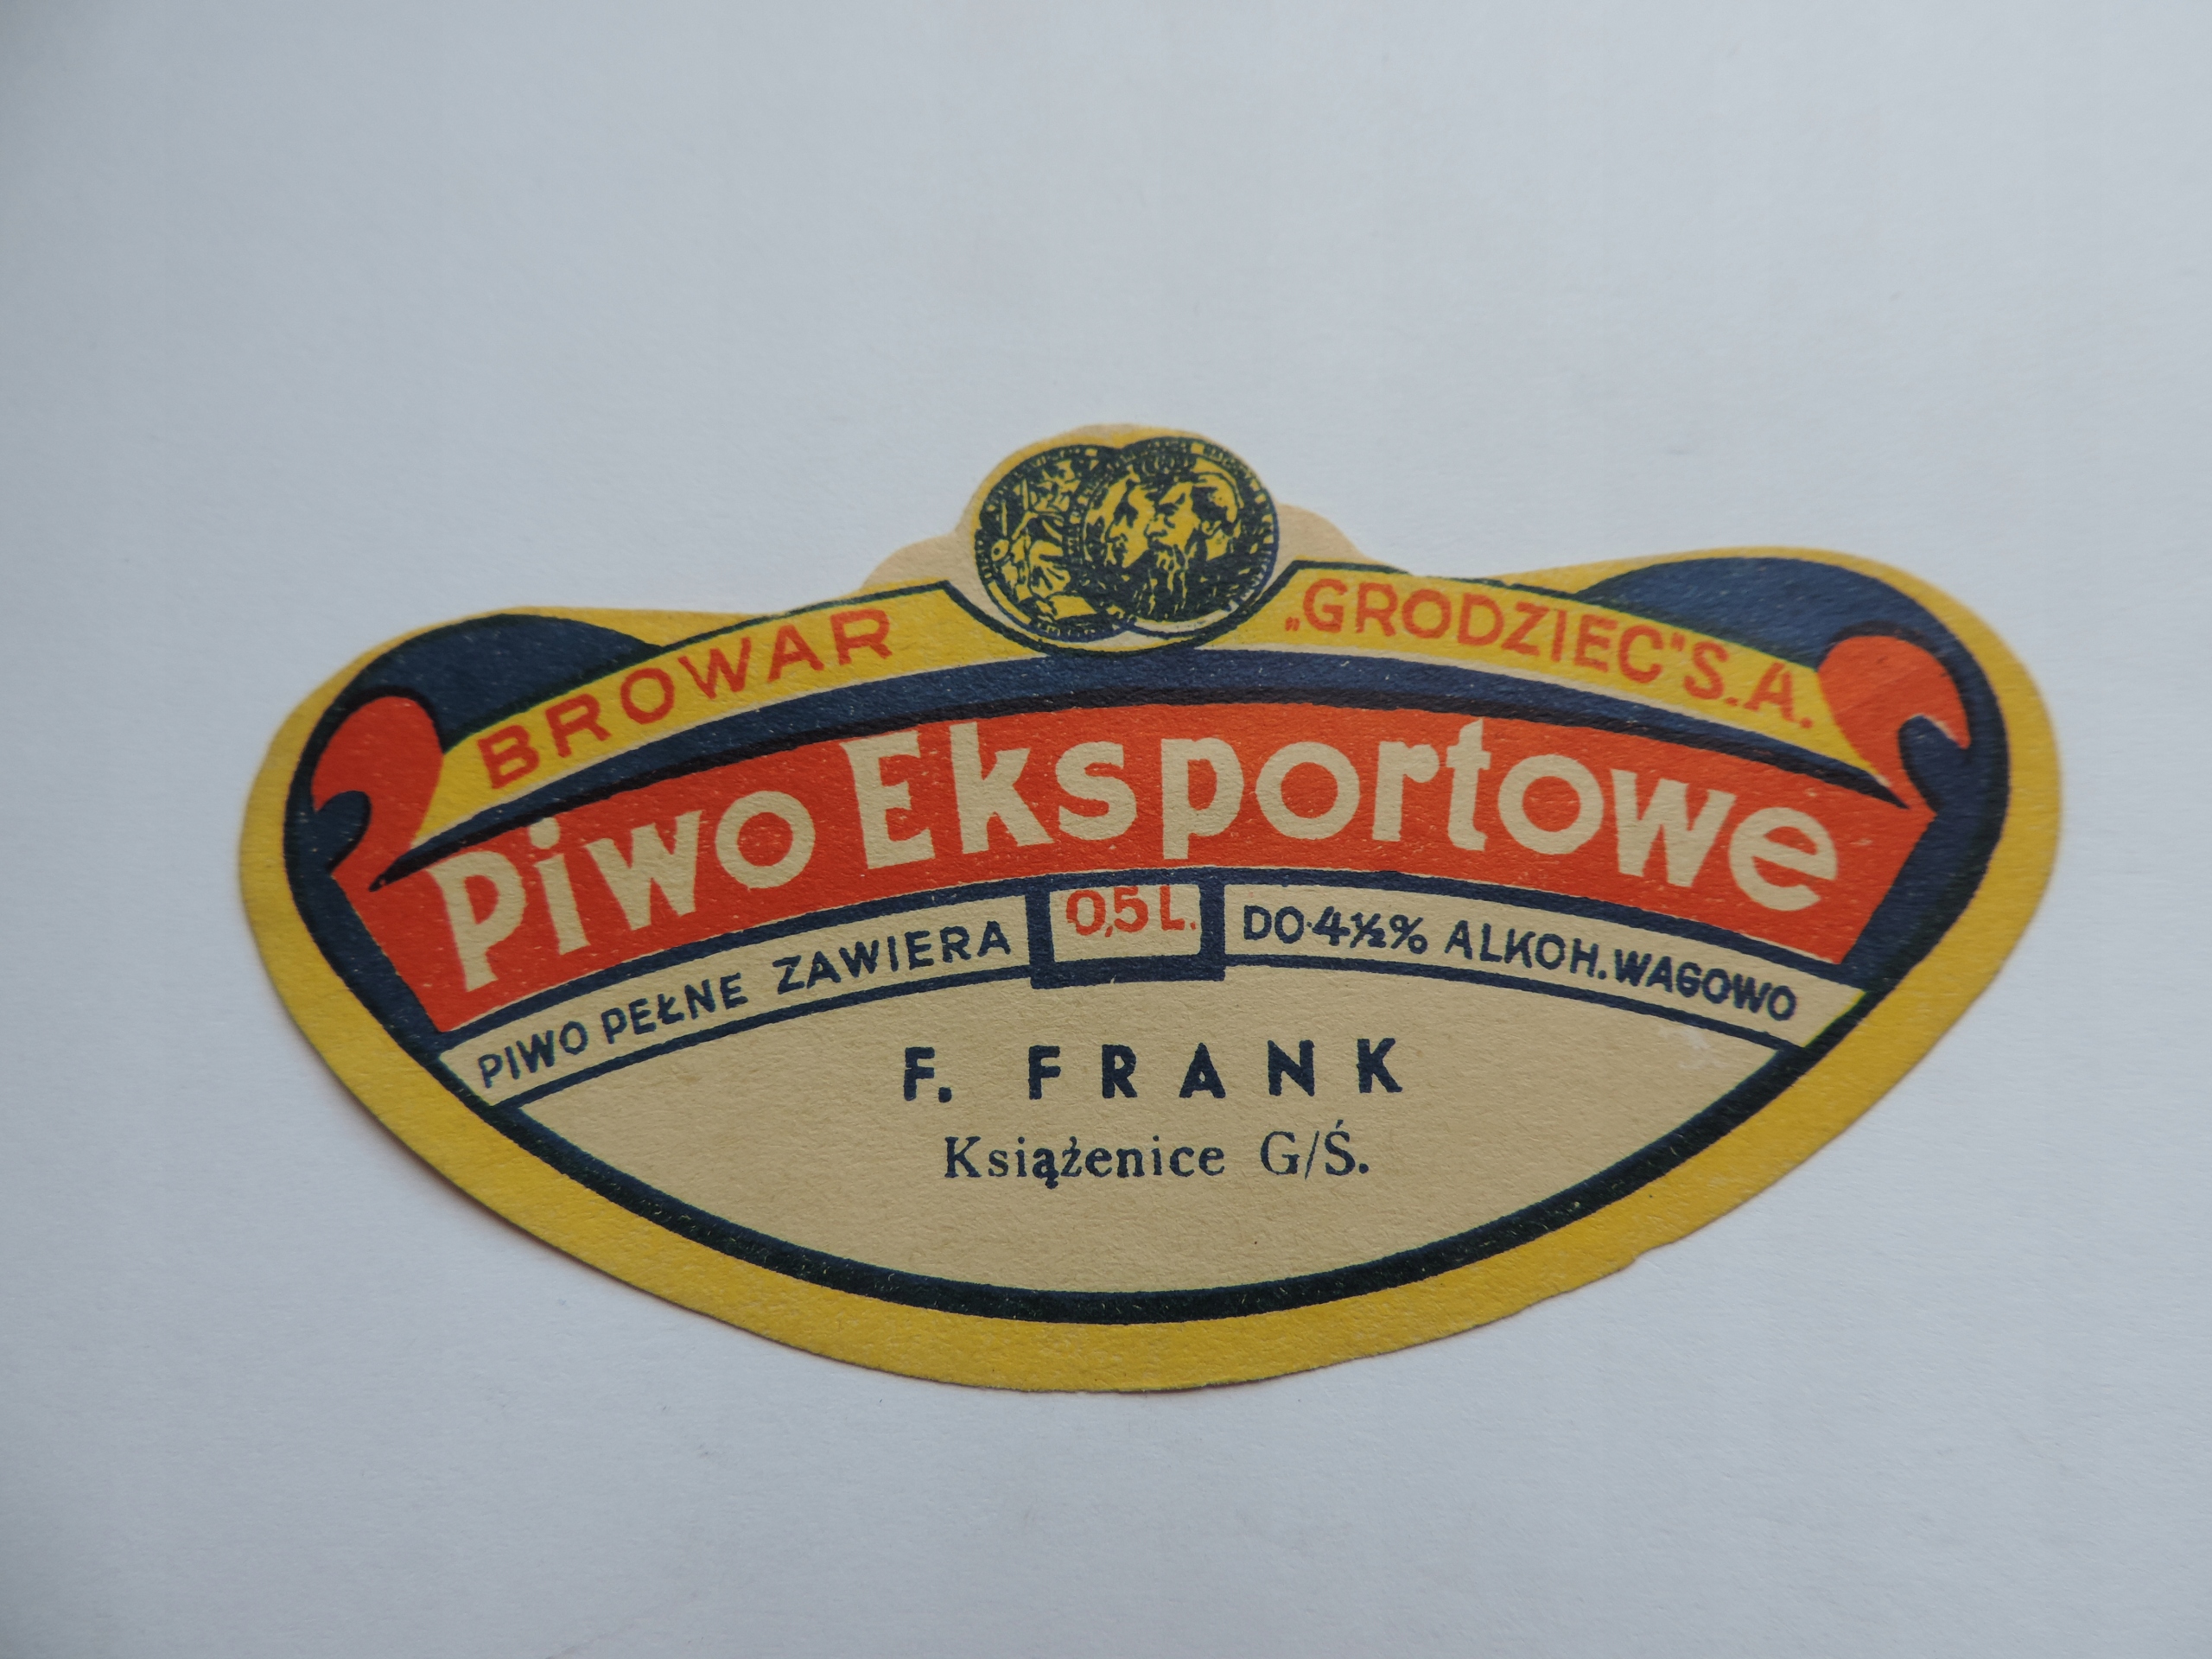 BROWAR „GRODZIEC" S.A.
Piwo Eksportowe
PIWO PEŁNE ZAWIERA 0,5 L. DO 4½% ALKOH. WAGOWO
F. FRANK
Książenice G/Ś.